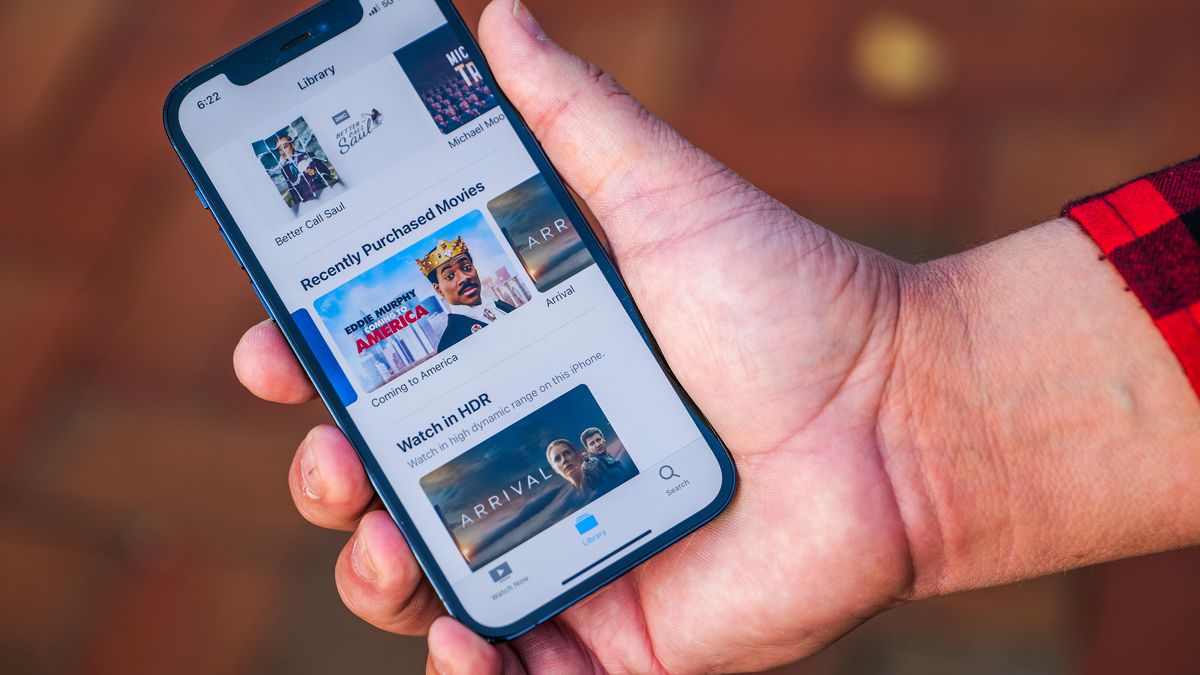 6:22
5G
Library
AMC
BETTER
CALL
Saul
MIC
TR
Better Call Saul
Michael Moo
Recently Purchased Movies
EDDIE MURPHY
COMING TO
AMERICA
ARR
Coming to America
Arrival
Watch in HDR
Watch in high dynamic range on this iPhone.
ARRIVAL
Watch Now
Library
Search